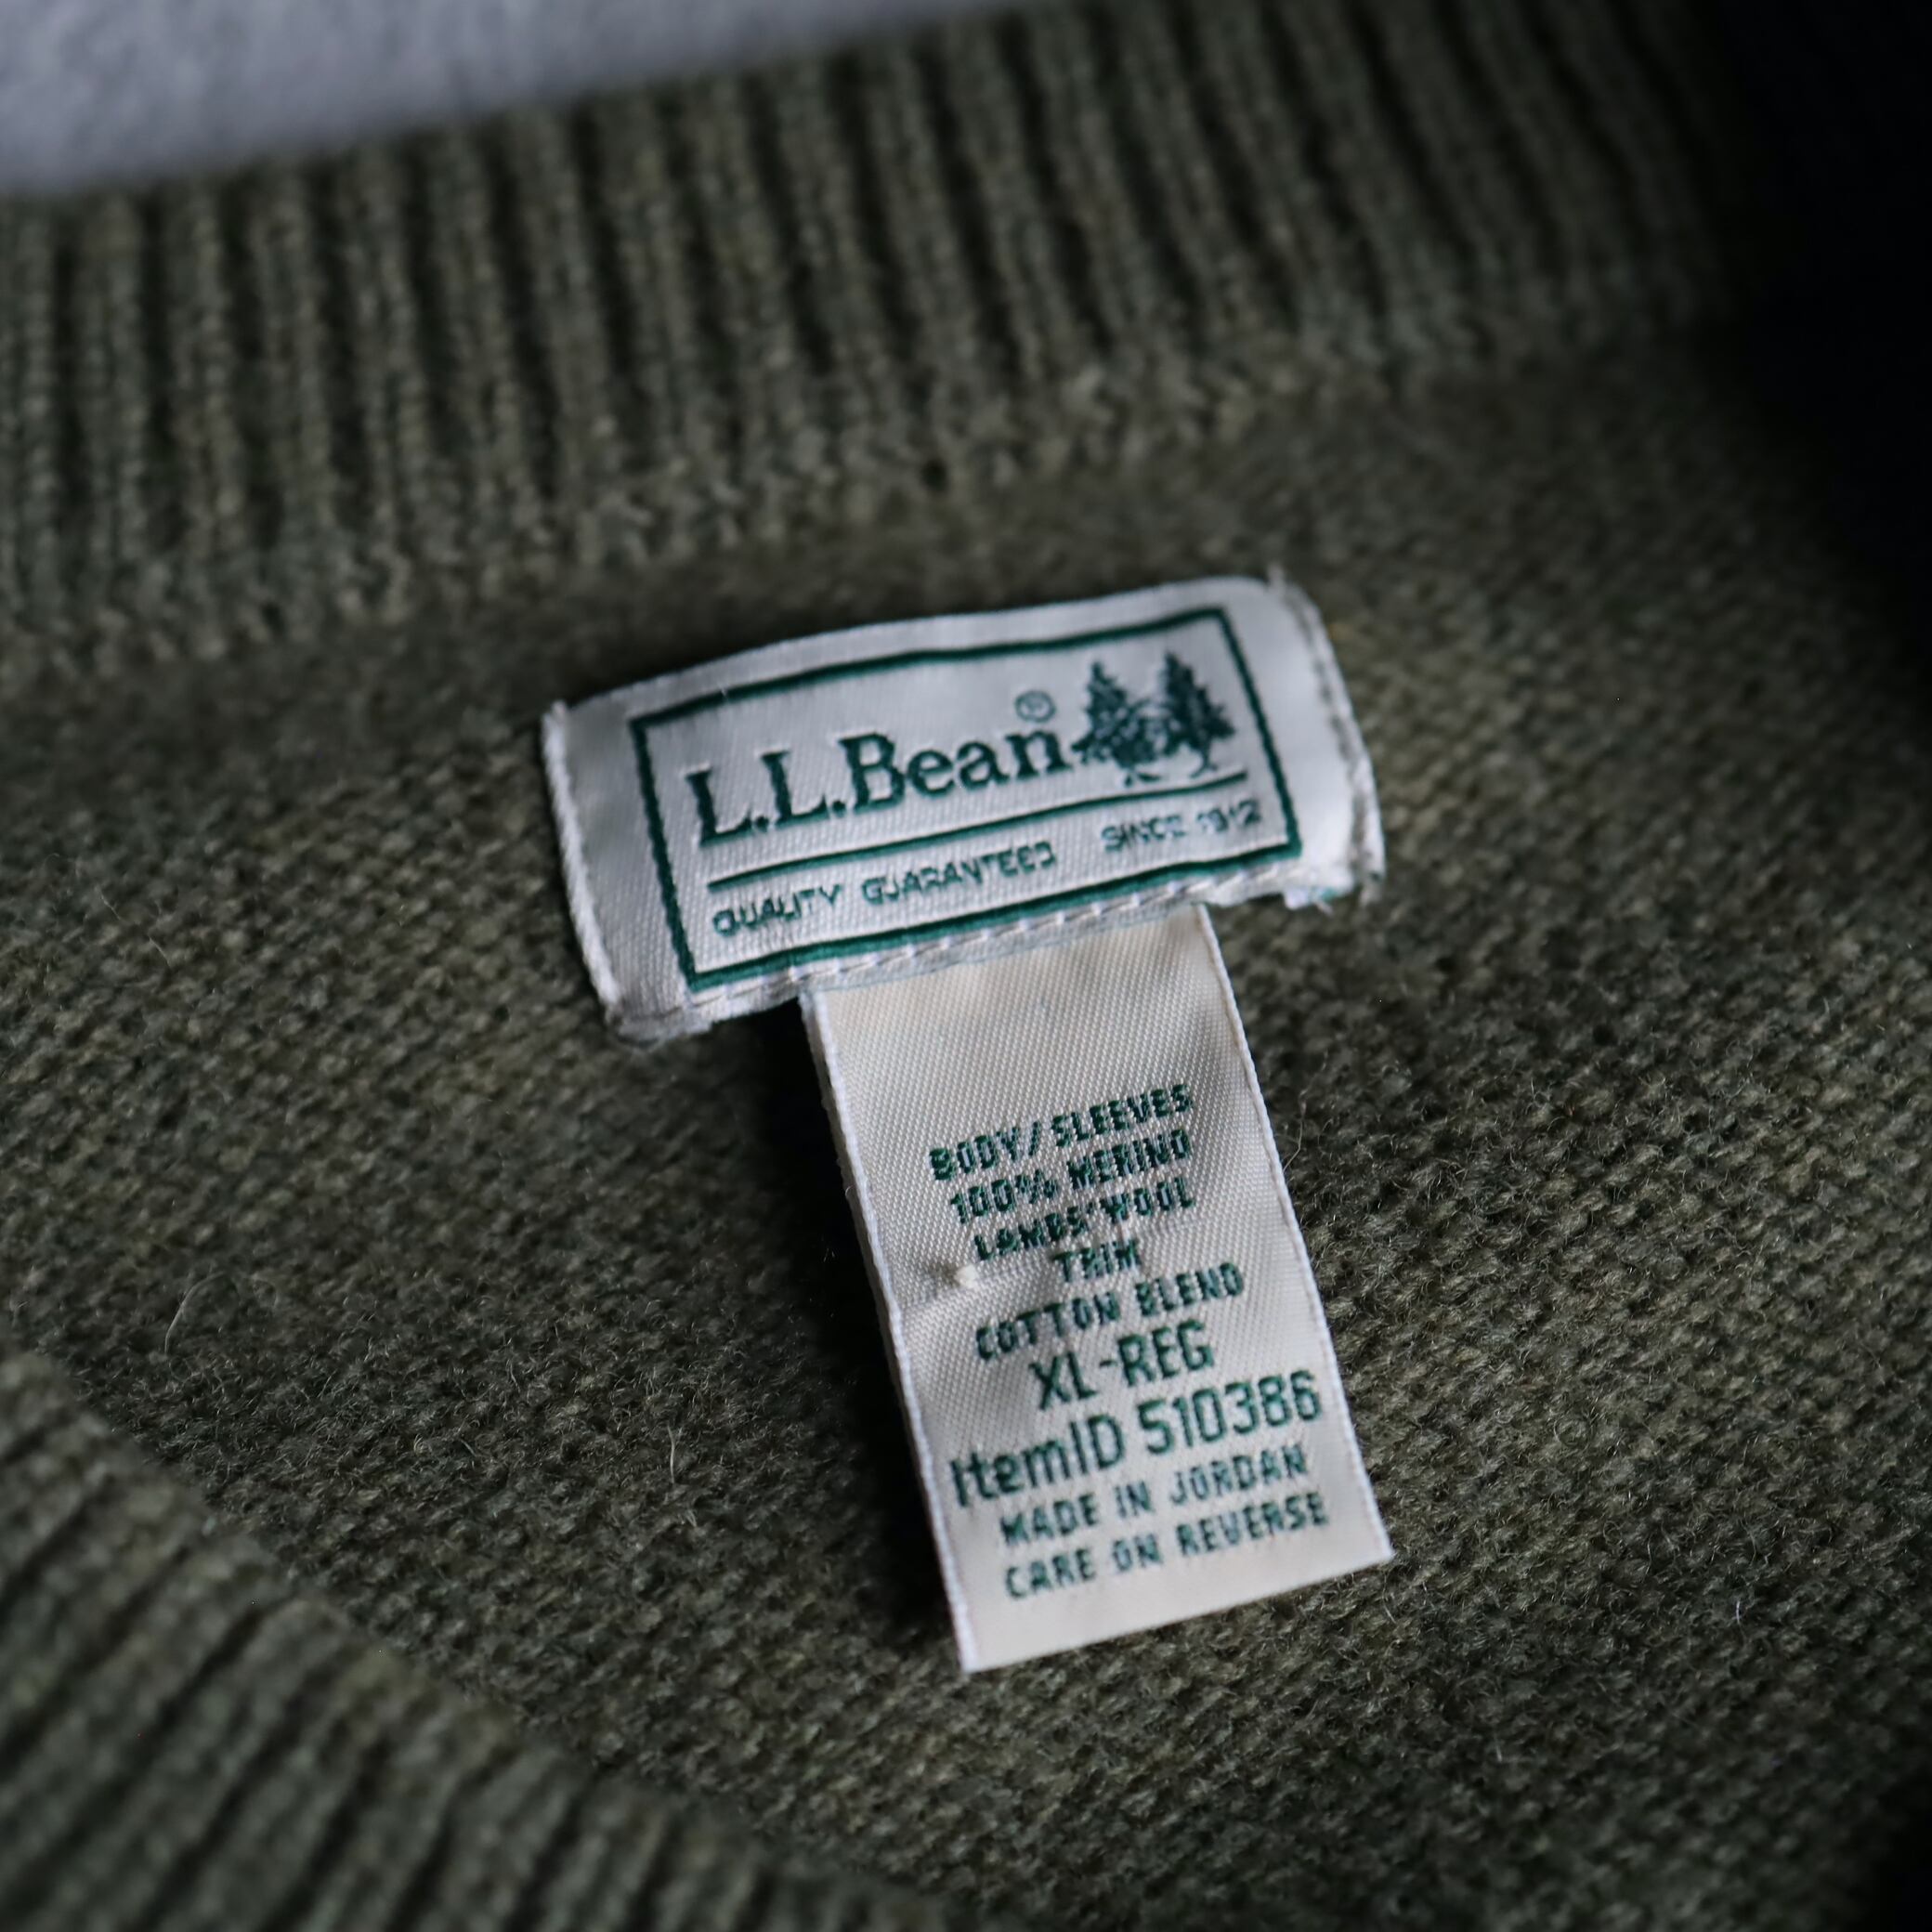 L.L.Bean®
QUALITY GUARANTEED SINCE 1912
BODY/SLEEVES
100% MERINO
LAMBS' WOOL
TRIM
COTTON BLEND
XL-REG
ItemID 510386
MADE IN JORDAN
CARE ON REVERSE